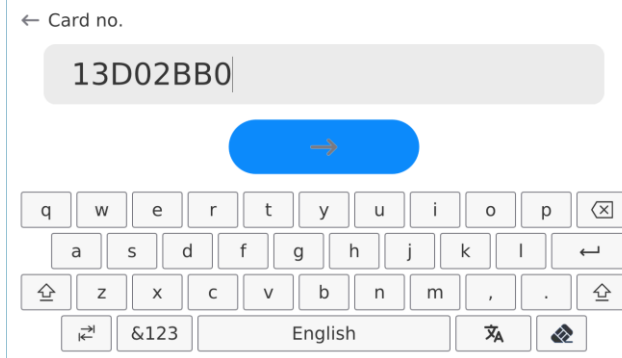 ← Card no.
13D02BB0
→
q w e r t y u i o p
a s d f g h j k l
z x c v b n m , .
&123 English